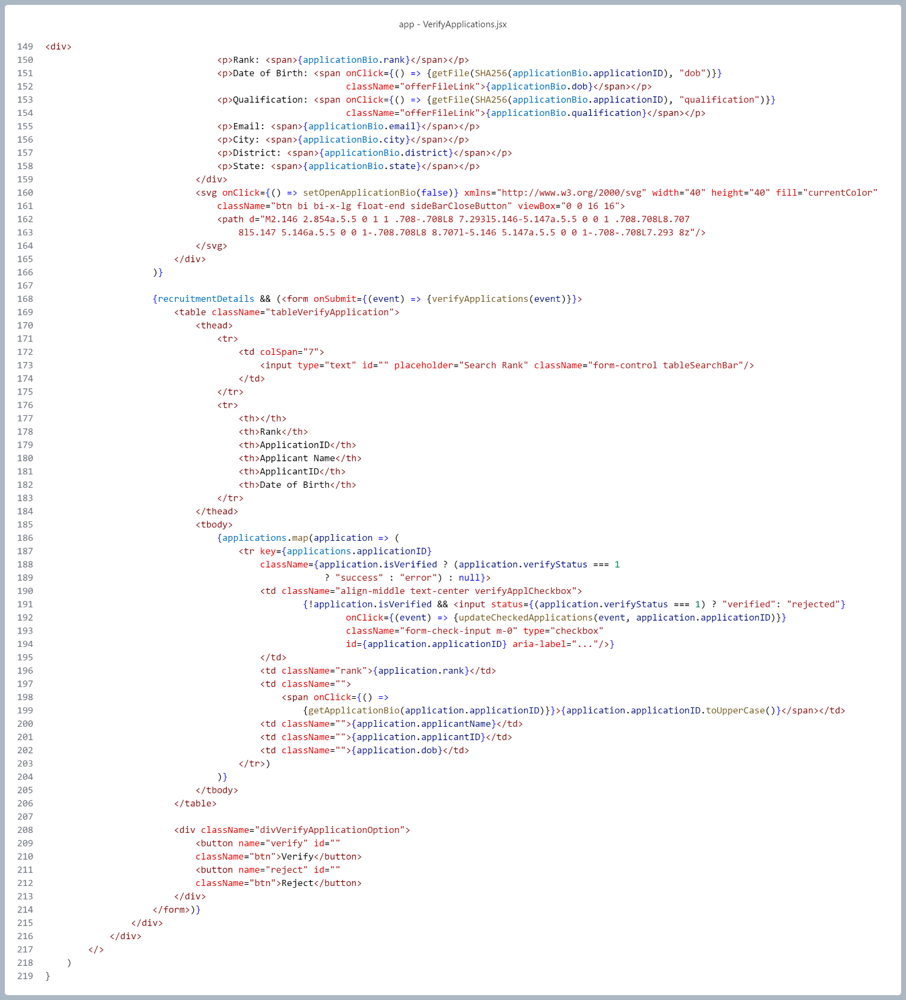 app - VerifyApplications.jsx
149 <div>
150 <p>Rank: <span>{applicationBio.rank}</span></p>
151 <p>Date of Birth: <span onClick={() => {getFile(SHA256(applicationBio.applicationID), "dob")}}
152 className="offerFileLink">{applicationBio.dob}</span></p>
153 <p>Qualification: <span onClick={() => {getFile(SHA256(applicationBio.applicationID), "qualification")}}
154 className="offerFileLink">{applicationBio.qualification}</span></p>
155 <p>Email: <span>{applicationBio.email}</span></p>
156 <p>City: <span>{applicationBio.city}</span></p>
157 <p>District: <span>{applicationBio.district}</span></p>
158 <p>State: <span>{applicationBio.state}</span></p>
159 </div>
160 <svg onClick={() => setOpenApplicationBio(false)} xmlns="http://www.w3.org/2000/svg" width="40" height="40" fill="currentColor"
161 className="btn bi bi-x-lg float-end sideBarCloseButton" viewBox="0 0 16 16">
162 <path d="M2.146 2.854a.5.5 0 1 1 .708-.708L8 7.293l5.146-5.147a.5.5 0 0 1 .708.708L8.707
163 8l5.147 5.146a.5.5 0 0 1-.708.708L8 8.707l-5.146 5.147a.5.5 0 0 1-.708-.708L7.293 8z"/>
164 </svg>
165 </div>
166 )}
167
168 {recruitmentDetails && (<form onSubmit={(event) => {verifyApplications(event)}}>
169 <table className="tableVerifyApplication">
170 <thead>
171 <tr>
172 <td colSpan="7">
173 <input type="text" id="" placeholder="Search Rank" className="form-control tableSearchBar"/>
174 </td>
175 </tr>
176 <tr>
177 <th></th>
178 <th>Rank</th>
179 <th>ApplicationID</th>
180 <th>Applicant Name</th>
181 <th>ApplicantID</th>
182 <th>Date of Birth</th>
183 </tr>
184 </thead>
185 <tbody>
186 {applications.map(application => (
187 <tr key={applications.applicationID}
188 className={application.isVerified ? (application.verifyStatus === 1
189 ? "success" : "error") : null}>
190 <td className="align-middle text-center verifyApplCheckbox">
191 {!application.isVerified && <input status={(application.verifyStatus === 1) ? "verified": "rejected"}
192 onClick={(event) => {updateCheckedApplications(event, application.applicationID)}}
193 className="form-check-input m-0" type="checkbox"
194 id={application.applicationID} aria-label="..."/>}
195 </td>
196 <td className="rank">{application.rank}</td>
197 <td className="">
198 <span onClick={() =>
199 {getApplicationBio(application.applicationID)}}>{application.applicationID.toUpperCase()}</span></td>
200 <td className="">{application.applicantName}</td>
201 <td className="">{application.applicantID}</td>
202 <td className="">{application.dob}</td>
203 </tr>)
204 )}
205 </tbody>
206 </table>
207
208 <div className="divVerifyApplicationOption">
209 <button name="verify" id=""
210 className="btn">Verify</button>
211 <button name="reject" id=""
212 className="btn">Reject</button>
213 </div>
214 </form>)}
215 </div>
216 </div>
217 </>
218 )
219 }